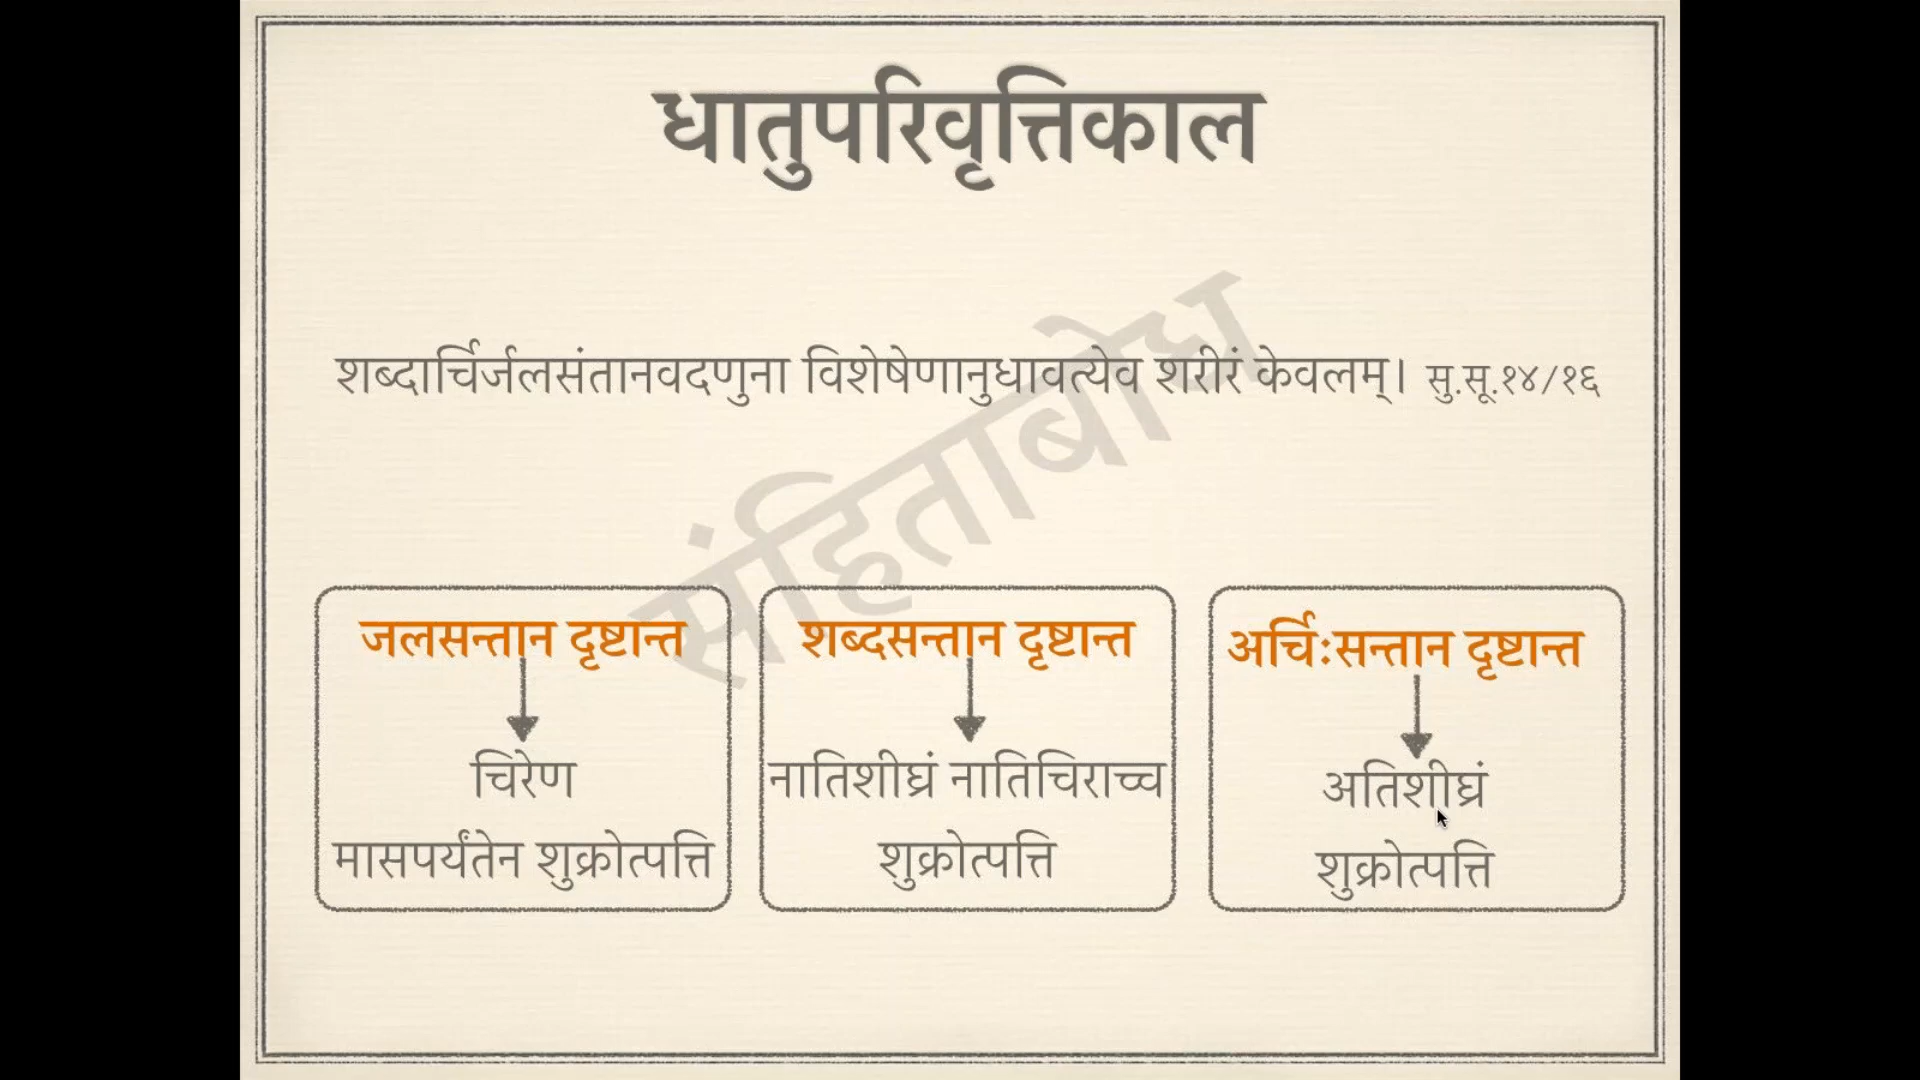 धातुपरिवृत्तिकाल
शब्दार्चिर्जलसंतानवदणुना विशेषेणानुधावत्येव शरीरं केवलम्। सु.सू.१४/१६
संहिताबोध
जलसन्तान दृष्टान्त
चिरेण
मासपर्यंतेन शुक्रोत्पत्ति
शब्दसन्तान दृष्टान्त
नातिशीघ्रं नातिचिराच्च
शुक्रोत्पत्ति
अर्चिःसन्तान दृष्टान्त
अतिशीघ्रं
शुक्रोत्पत्ति